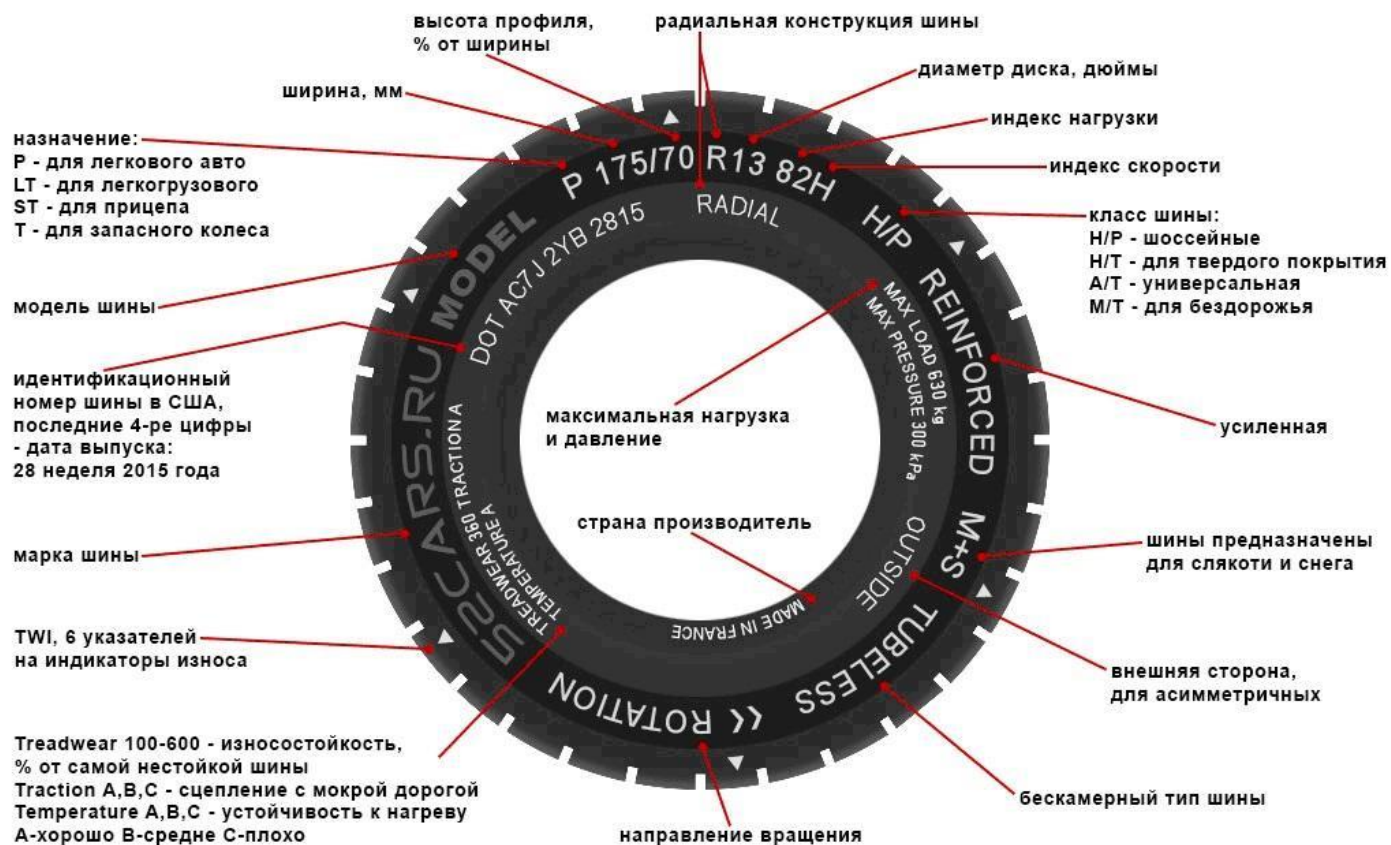 высота профиля,
% от ширины
радиальная конструкция шины
ширина, мм
диаметр диска, дюймы
индекс нагрузки
индекс скорости
назначение:
P - для легкового авто
LT - для легкогрузового
ST - для прицепа
T - для запасного колеса
класс шины:
H/P - шоссейные
H/T - для твердого покрытия
A/T - универсальная
M/T - для бездорожья
модель шины
идентификационный
номер шины в США,
последние 4-ре цифры
- дата выпуска:
28 неделя 2015 года
максимальная нагрузка
и давление
усиленная
страна производитель
марка шины
шины предназначены
для слякоти и снега
TWI, 6 указателей
на индикаторы износа
внешняя сторона,
для асимметричных
Treadwear 100-600 - износостойкость,
% от самой нестойкой шины
Traction A,B,C - сцепление с мокрой дорогой
Temperature A,B,C - устойчивость к нагреву
A-хорошо B-средне C-плохо
направление вращения
бескамерный тип шины
P 175/70 R13 82H
H/P
REINFORCED
M+S
TUBELESS
<< ROTATION
52CARS.RU MODEL
DOT AC7J 2YB 2815
RADIAL
MAX LOAD 630 kg
MAX PRESSURE 300 kPa
OUTSIDE
MADE IN FRANCE
TREADWEAR 360 TRACTION A
TEMPERATURE A